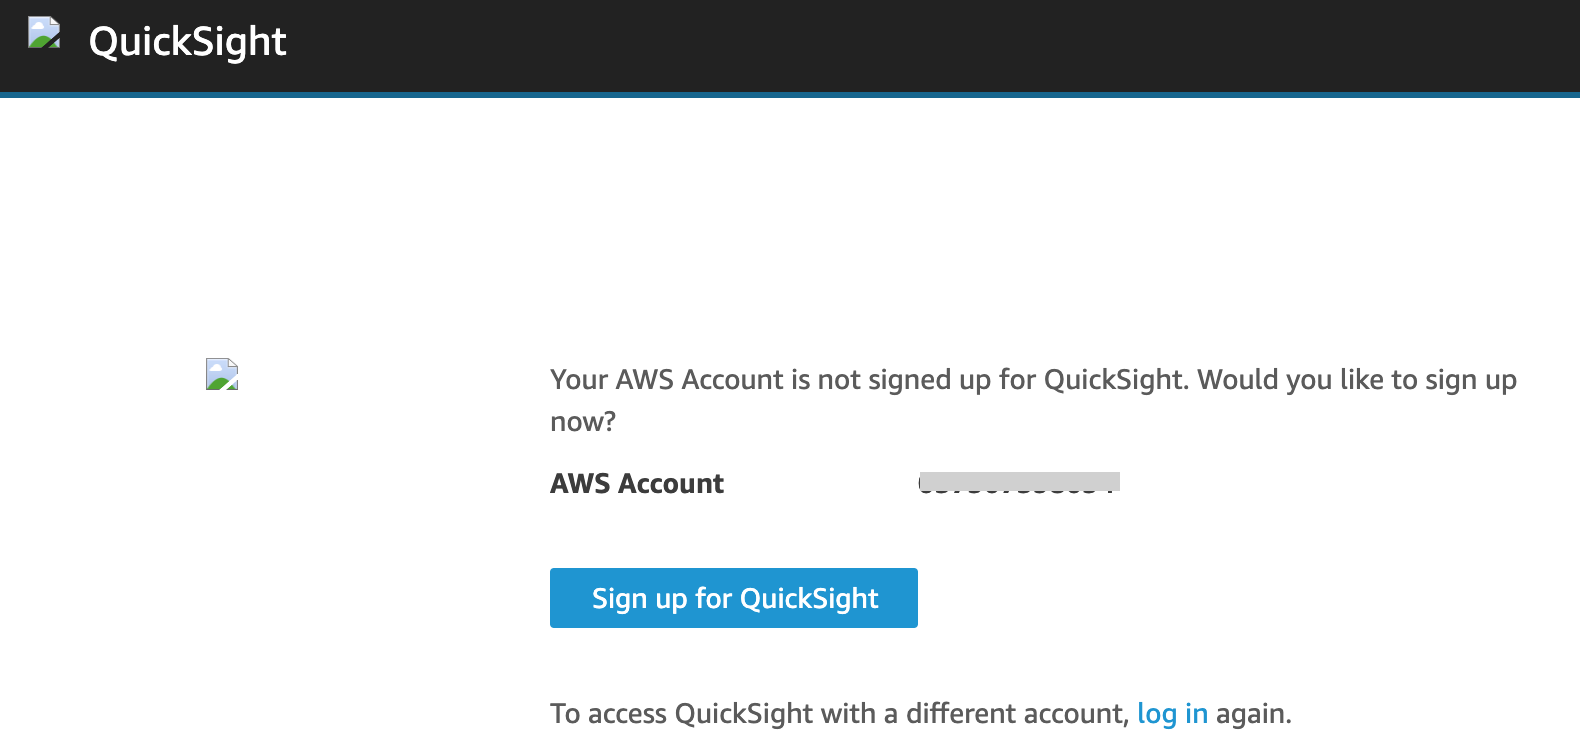 QuickSight
Your AWS Account is not signed up for QuickSight. Would you like to sign up
now?
AWS Account
Sign up for QuickSight
To access QuickSight with a different account, log in again.